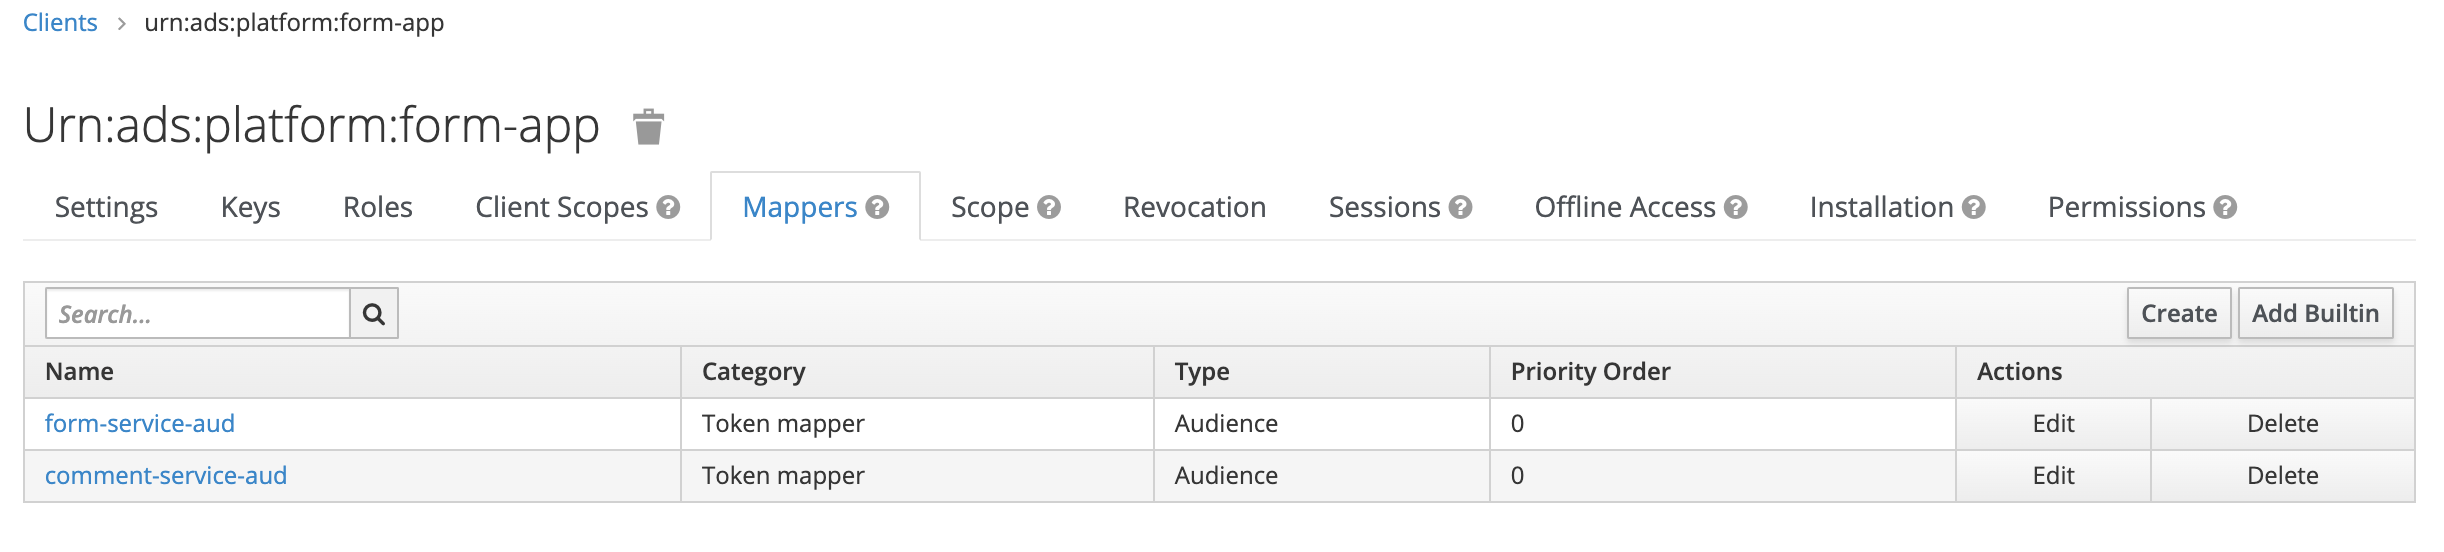 Clients > urn:ads:platform:form-app
Urn:ads:platform:form-app
Settings Keys Roles Client Scopes ? Mappers ? Scope ? Revocation Sessions ? Offline Access ? Installation ? Permissions ?
Search... Create Add Builtin
Name Category Type Priority Order Actions
form-service-aud Token mapper Audience 0 Edit Delete
comment-service-aud Token mapper Audience 0 Edit Delete